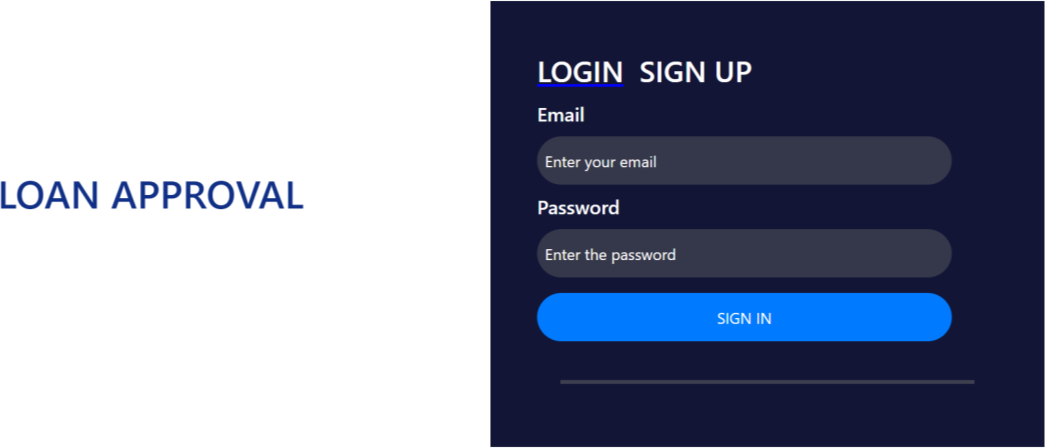 LOAN APPROVAL
LOGIN SIGN UP
Email
Enter your email
Password
Enter the password
SIGN IN